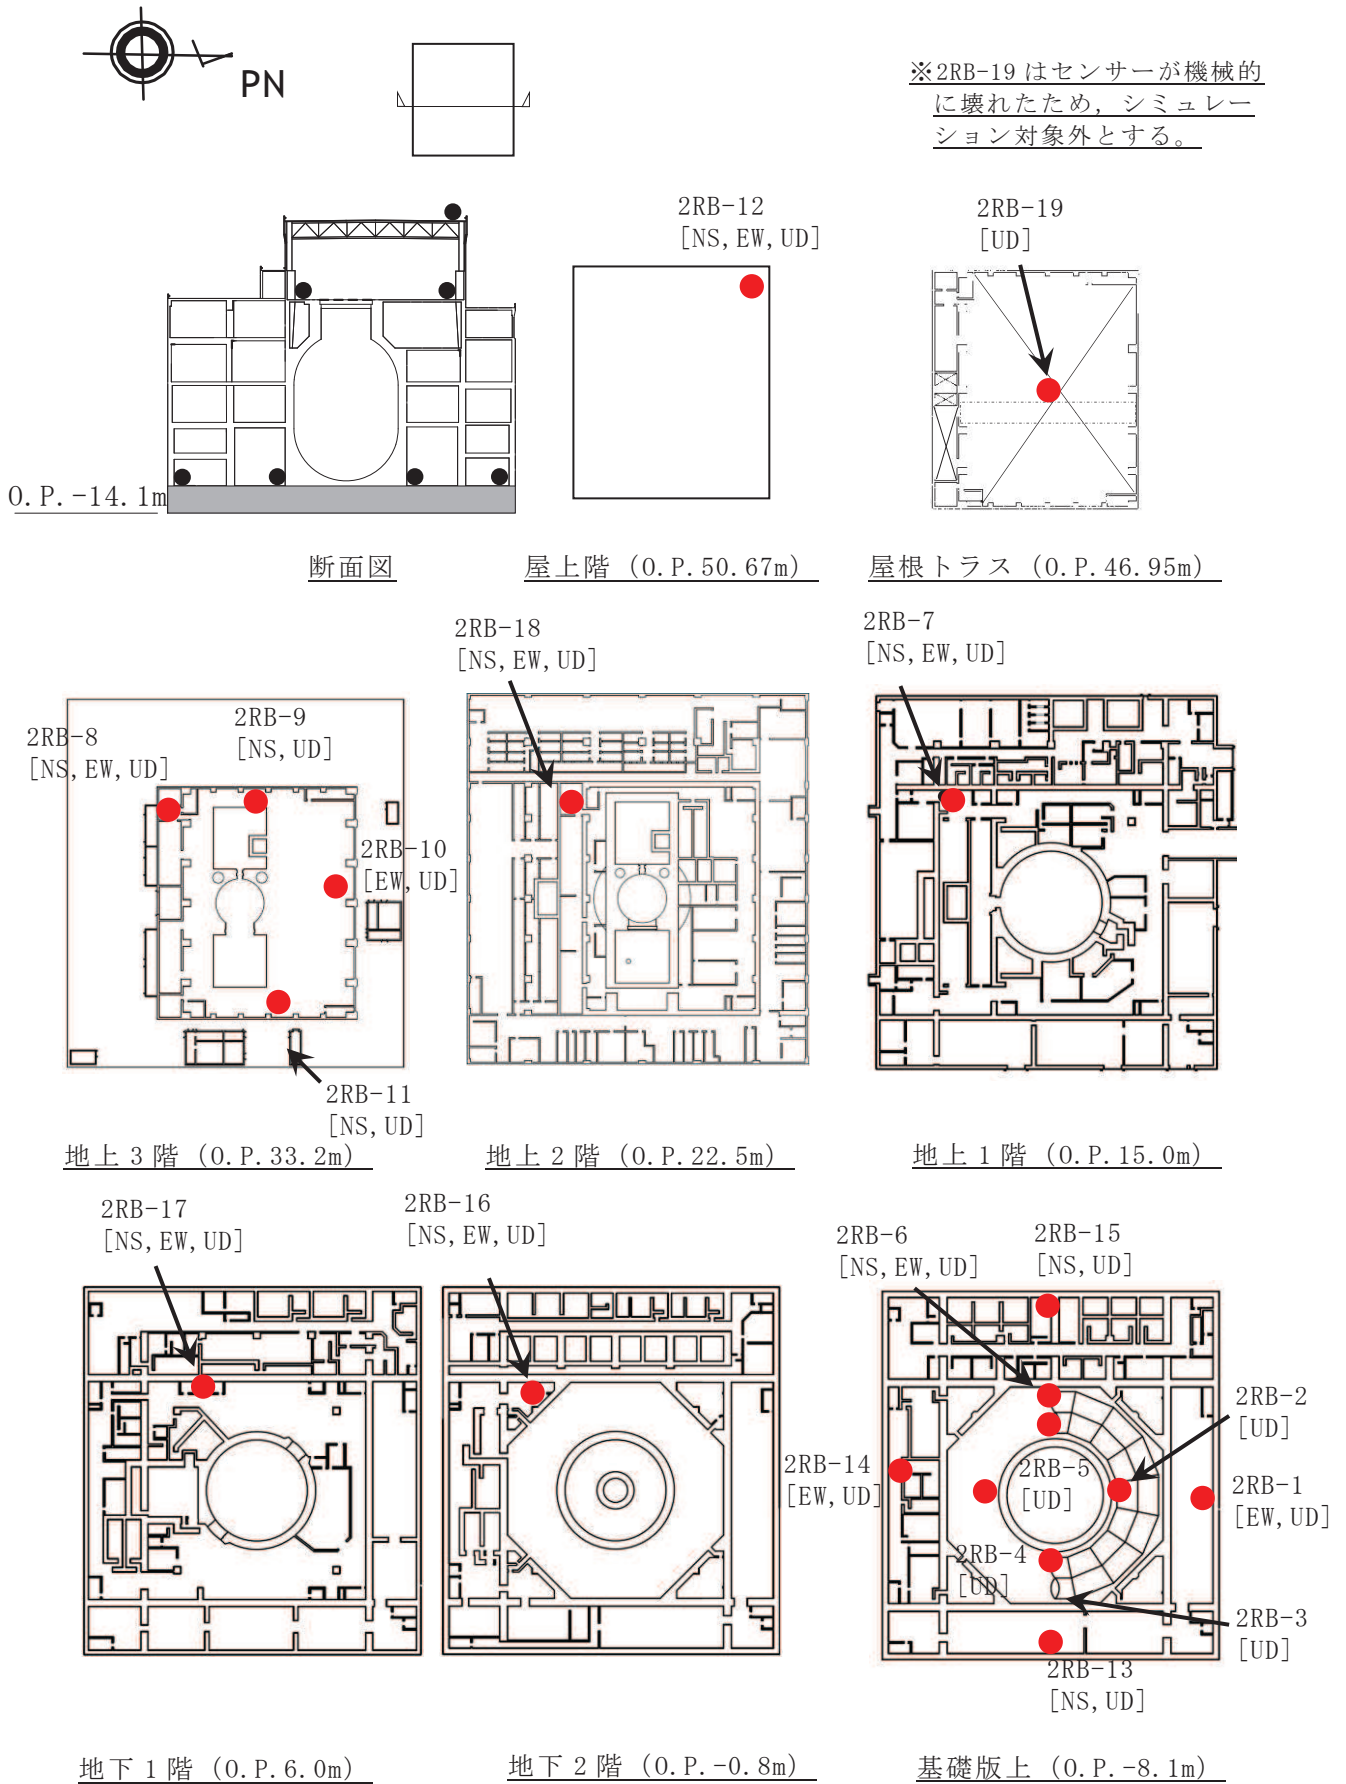 PN
※2RB-19 はセンサーが機械的
に壊れたため，シミュレー
ション対象外とする。
2RB-12
[NS,EW,UD]
2RB-19
[UD]
O.P.-14.1m
断面図
屋上階（O.P.50.67m）
屋根トラス（O.P.46.95m）
2RB-8
[NS,EW,UD]
2RB-9
[NS,UD]
2RB-10
[EW,UD]
2RB-11
[NS,UD]
2RB-18
[NS,EW,UD]
2RB-7
[NS,EW,UD]
地上 3 階（O.P.33.2m）
地上 2 階（O.P.22.5m）
地上 1 階（O.P.15.0m）
2RB-17
[NS,EW,UD]
2RB-16
[NS,EW,UD]
2RB-6
[NS,EW,UD]
2RB-15
[NS,UD]
2RB-2
[UD]
2RB-14
[EW,UD]
2RB-5
[UD]
2RB-1
[EW,UD]
2RB-4
[UD]
2RB-3
[UD]
2RB-13
[NS,UD]
地下 1 階（O.P.6.0m）
地下 2 階（O.P.-0.8m）
基礎版上（O.P.-8.1m）